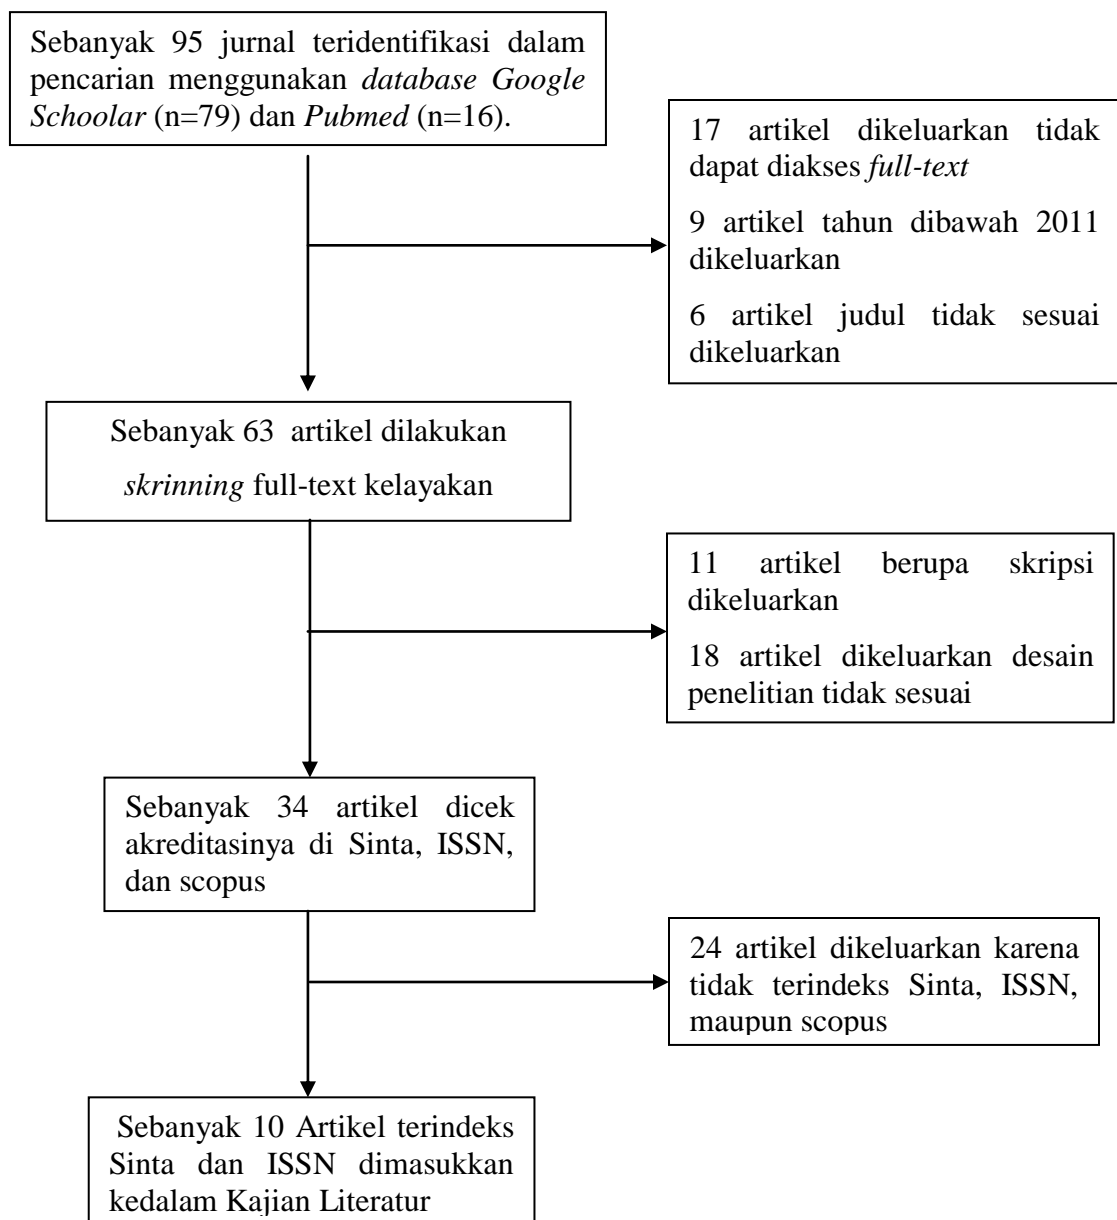 Sebanyak 95 jurnal teridentifikasi dalam
pencarian menggunakan database Google
Schoolar (n=79) dan Pubmed (n=16).
17 artikel dikeluarkan tidak
dapat diakses full-text
9 artikel tahun dibawah 2011
dikeluarkan
6 artikel judul tidak sesuai
dikeluarkan
Sebanyak 63 artikel dilakukan
skrinning full-text kelayakan
11 artikel berupa skripsi
dikeluarkan
18 artikel dikeluarkan desain
penelitian tidak sesuai
Sebanyak 34 artikel dicek
akreditasinya di Sinta, ISSN,
dan scopus
24 artikel dikeluarkan karena
tidak terindeks Sinta, ISSN,
maupun scopus
Sebanyak 10 Artikel terindeks
Sinta dan ISSN dimasukkan
kedalam Kajian Literatur